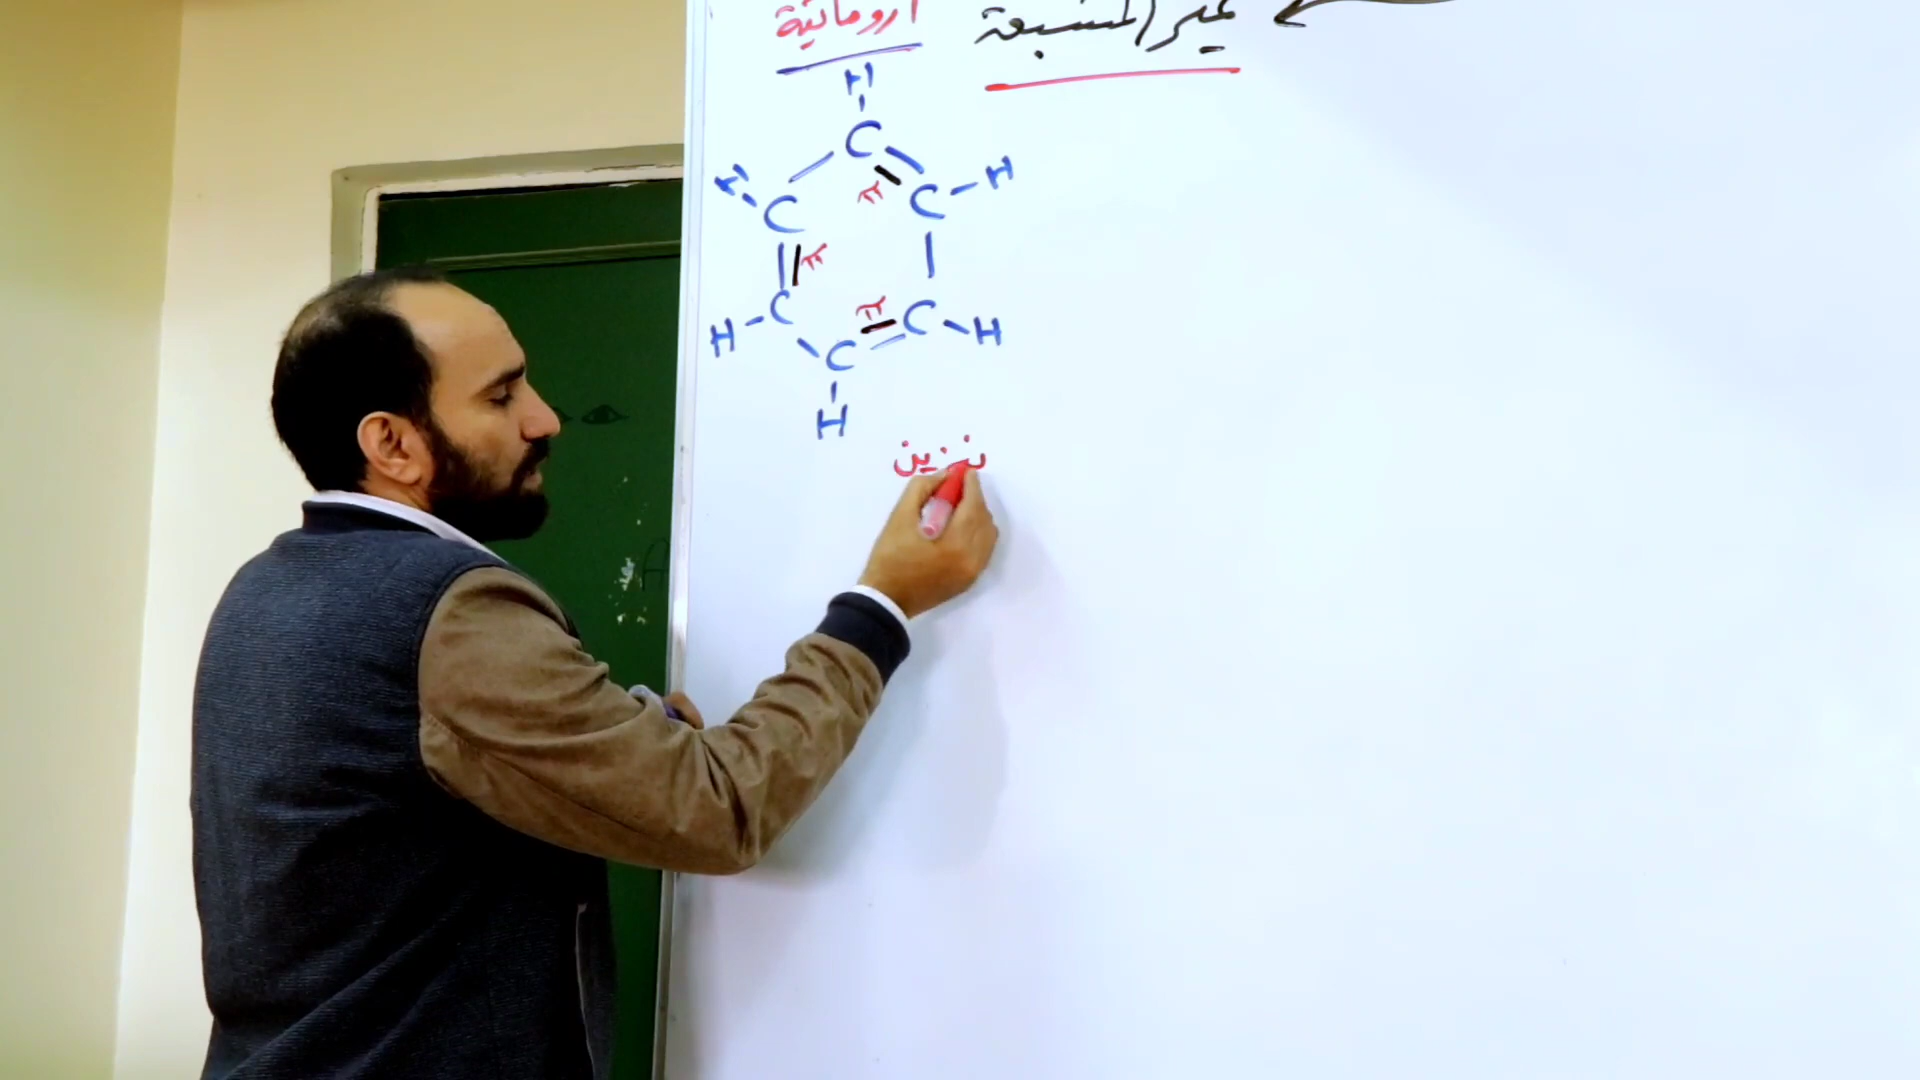 غير المشبعة
أروماتية
H
C
H C π C H
π
H C π C H
C
H
بنزين